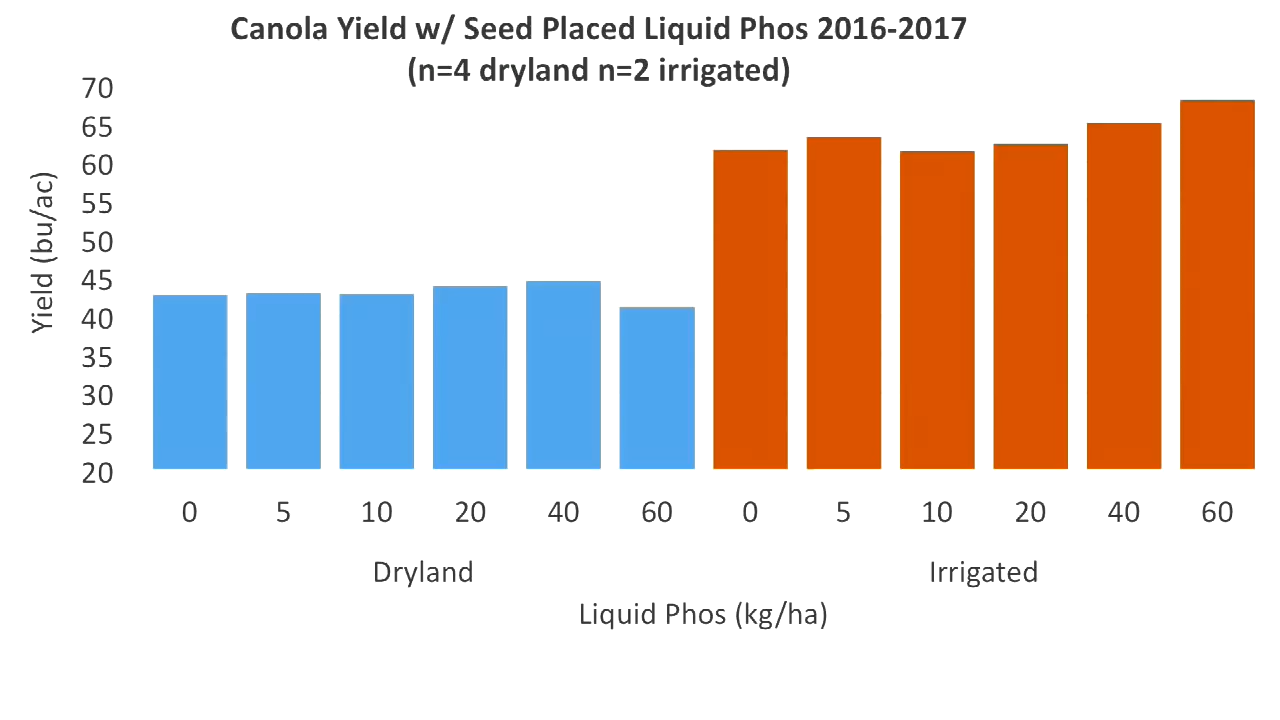 Canola Yield w/ Seed Placed Liquid Phos 2016-2017
(n=4 dryland n=2 irrigated)
Yield (bu/ac)
70
65
60
55
50
45
40
35
30
25
20
0 5 10 20 40 60 0 5 10 20 40 60
Dryland Irrigated
Liquid Phos (kg/ha)